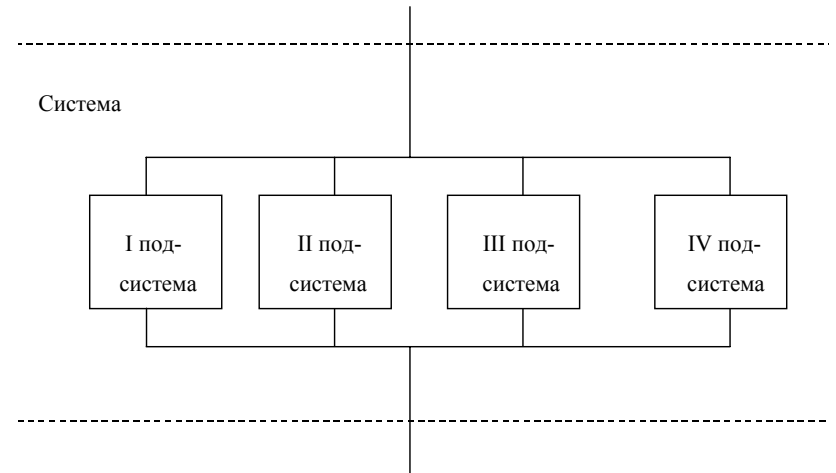 Система
I под-
система
II под-
система
III под-
система
IV под-
система